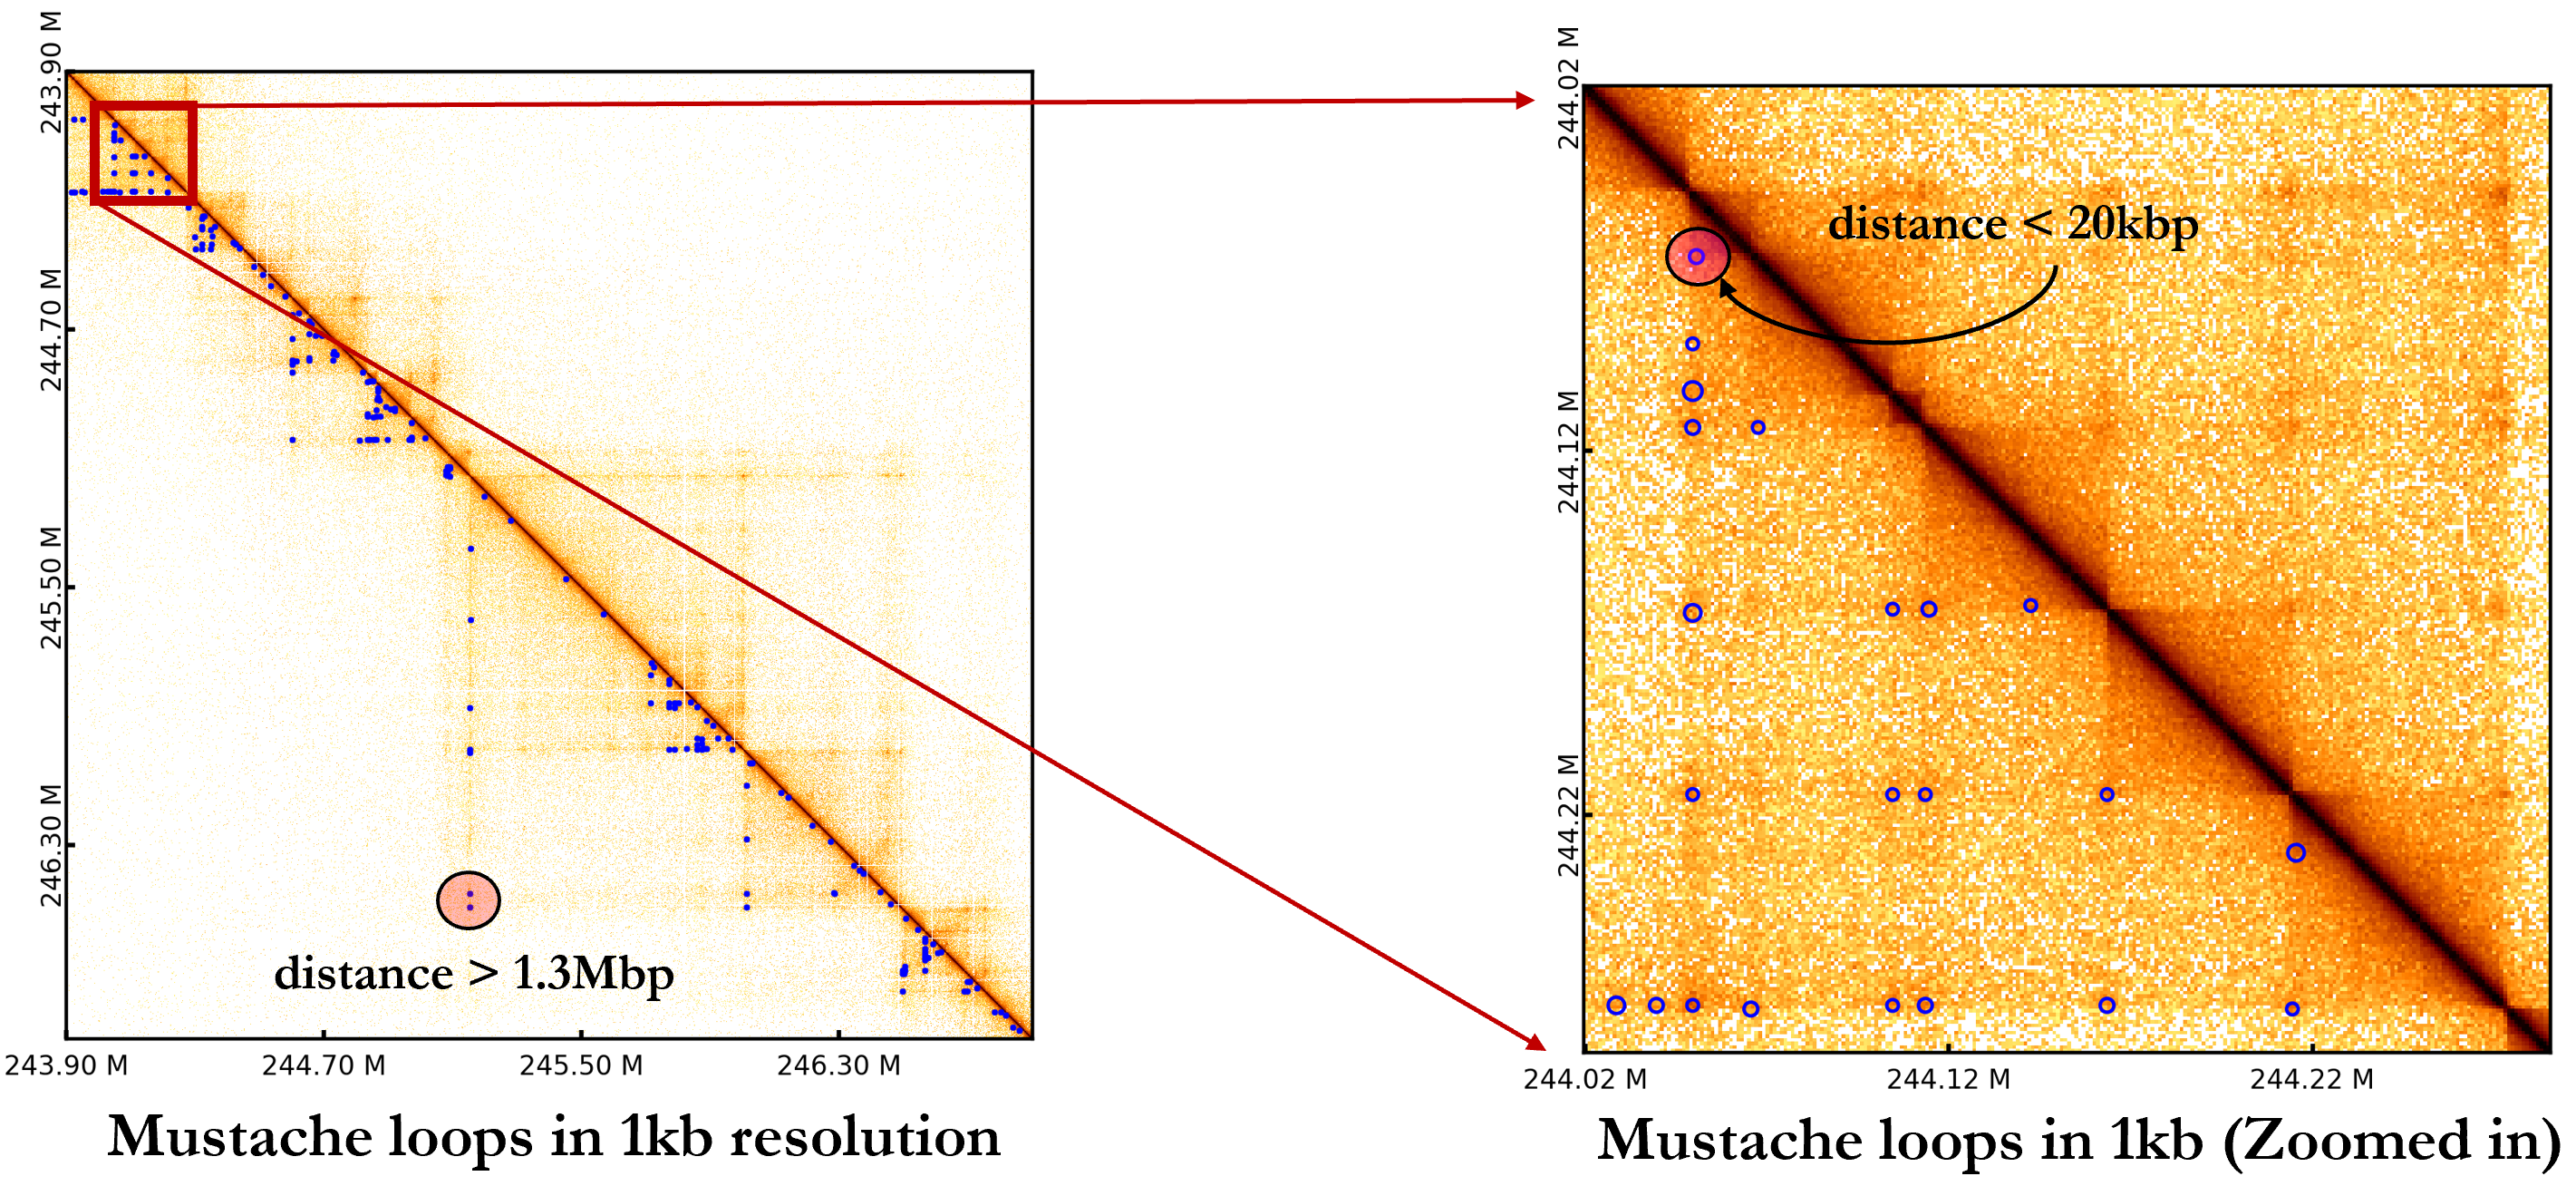 243.90 M
244.70 M
245.50 M
246.30 M
243.90 M
244.70 M
245.50 M
246.30 M
distance > 1.3Mbp
Mustache loops in 1kb resolution
244.02 M
244.12 M
244.22 M
244.02 M
244.12 M
244.22 M
distance < 20kbp
Mustache loops in 1kb (Zoomed in)